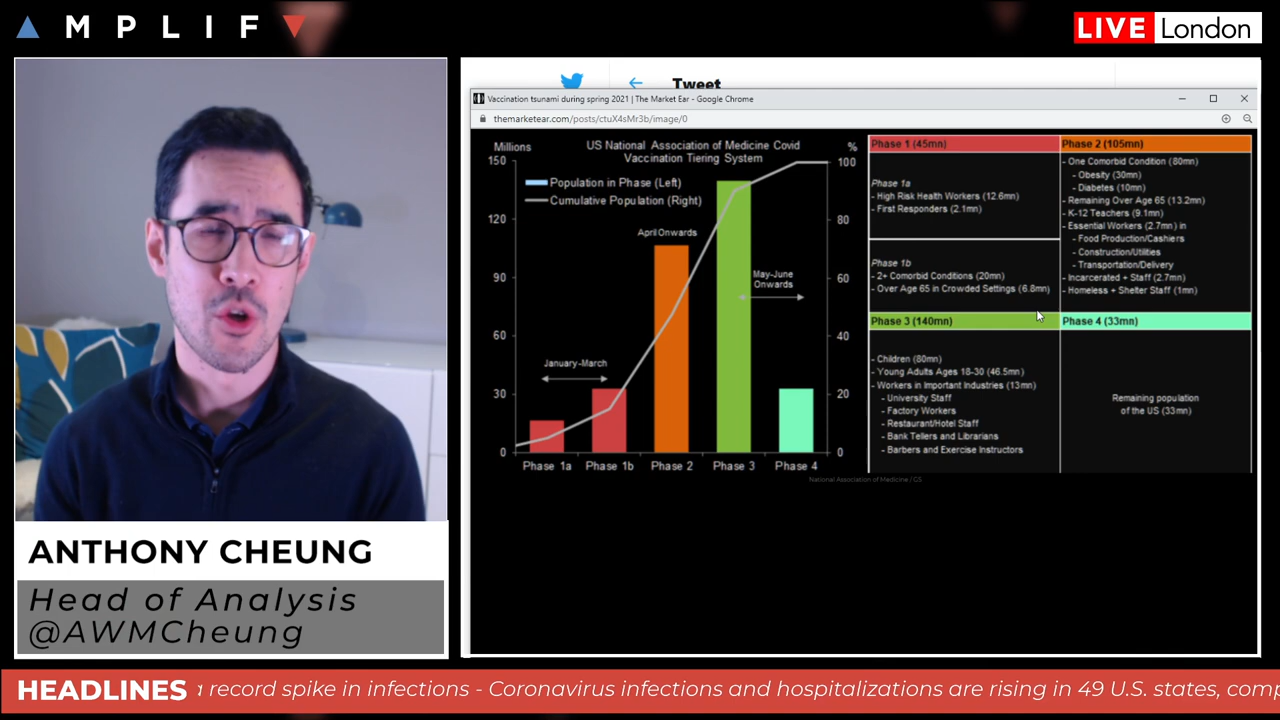 AMPLIFY
LIVE London
Tweet
Vaccination tsunami during spring 2021 | The Market Ear - Google Chrome
themarketear.com/posts/ctuX4sMr3b/image/0
Millions
US National Association of Medicine Covid
Vaccination Tiering System
%
150
120
90
60
30
0
100
80
60
40
20
0
Population in Phase (Left)
Cumulative Population (Right)
April Onwards
May-June
Onwards
January-March
Phase 1a
Phase 1b
Phase 2
Phase 3
Phase 4
Phase 1 (45mn)
Phase 1a
- High Risk Health Workers (12.6mn)
- First Responders (2.1mn)
Phase 1b
- 2+ Comorbid Conditions (20mn)
- Over Age 65 in Crowded Settings (6.8mn)
Phase 2 (105mn)
- One Comorbid Condition (80mn)
- Obesity (30mn)
- Diabetes (10mn)
- Remaining Over Age 65 (13.2mn)
- K-12 Teachers (9.1mn)
- Essential Workers (2.7mn) in
- Food Production/Cashiers
- Construction/Utilities
- Transportation/Delivery
- Incarcerated + Staff (2.7mn)
- Homeless + Shelter Staff (1mn)
Phase 3 (140mn)
- Children (80mn)
- Young Adults Ages 18-30 (46.5mn)
- Workers in Important Industries (13mn)
- University Staff
- Factory Workers
- Restaurant/Hotel Staff
- Bank Tellers and Librarians
- Barbers and Exercise Instructors
Phase 4 (33mn)
Remaining population
of the US (33mn)
National Association of Medicine / GS
ANTHONY CHEUNG
Head of Analysis
@AWMCheung
HEADLINES a record spike in infections - Coronavirus infections and hospitalizations are rising in 49 U.S. states, comp